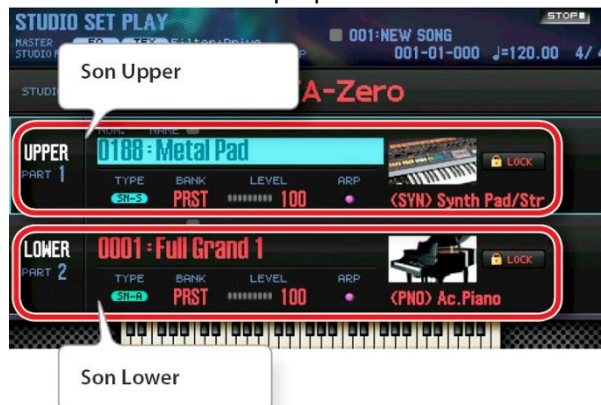 STUDIO SET PLAY
STOP
MASTER EQ TFX Filter+Drive
001:NEW SONG
001-01-000 ♩=120.00 4/4
Son Upper
A-Zero
NUM. NAME
UPPER
PART 1
0188:Metal Pad
TYPE BANK LEVEL ARP
SN-S PRST 100
LOCK
(SYN) Synth Pad/Str
LOWER
PART 2
0001:Full Grand 1
TYPE BANK LEVEL ARP
SN-A PRST 100
LOCK
(PNO) Ac.Piano
Son Lower